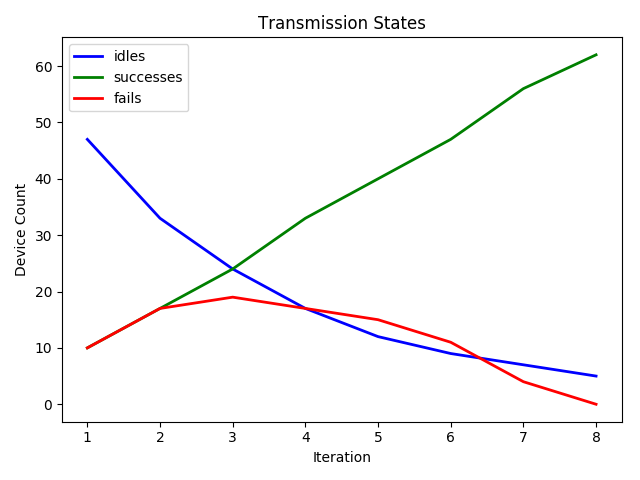 Transmission States
idles
successes
fails
Device Count
60
50
40
30
20
10
0
1 2 3 4 5 6 7 8
Iteration